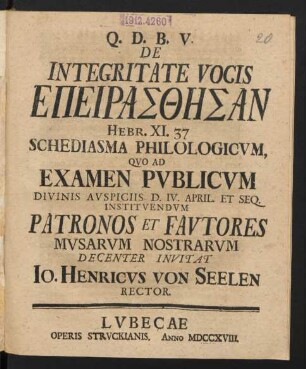 1912.4260
20
Q. D. B. V.
DE
INTEGRITATE VOCIS
ΕΠΕΙΡΑΣΘΗΣΑΝ
HEBR. XI. 37
SCHEDIASMA PHILOLOGICVM,
QVO AD
EXAMEN PVBLICVM
DIVINIS AVSPICIIS. D. IV. APRIL. ET SEQ.
INSTITVENDVM
PATRONOS ET FAVTORES
MVSARVM NOSTRARVM
DECENTER INVITAT
IO. HENRICVS VON SEELEN
RECTOR.
LVBECAE
OPERIS STRVCKIANIS, ANNO MDCCXVIII.